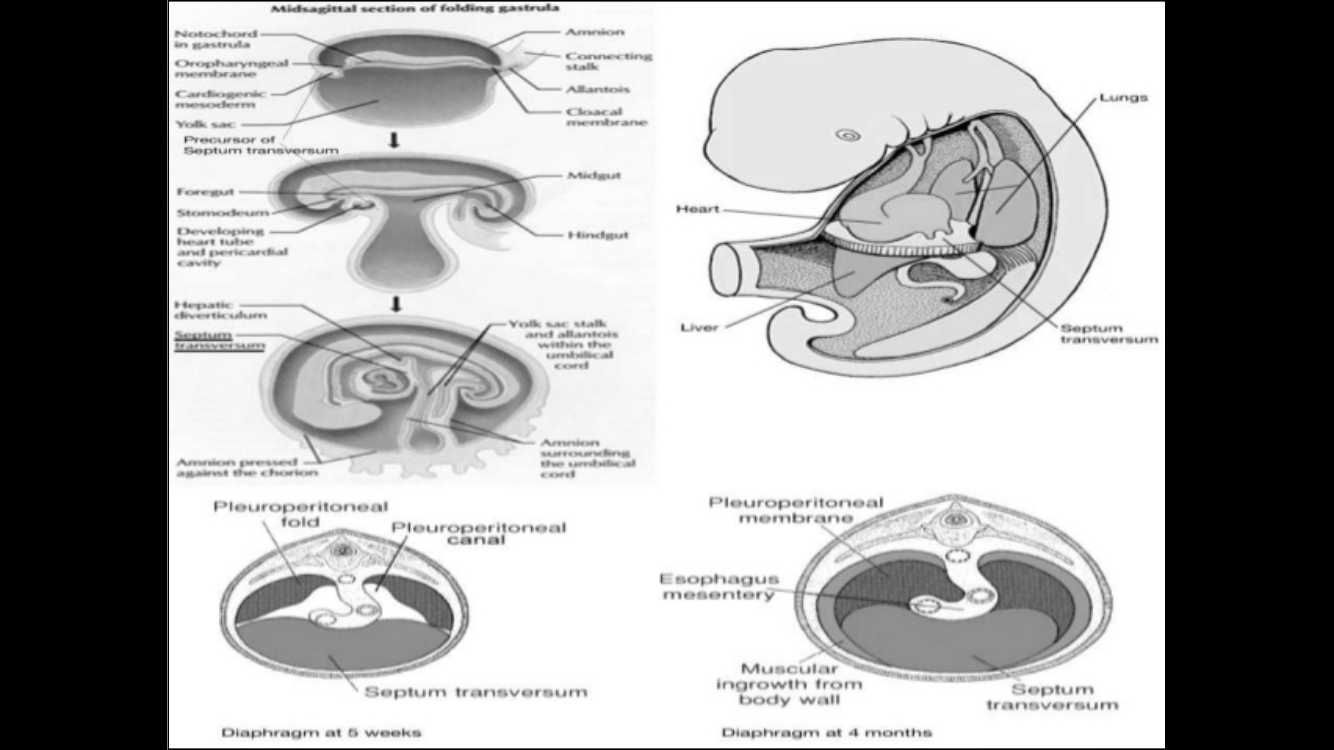 Midsagittal section of folding gastrula
Notochord
in gastrula
Oropharyngeal
membrane
Cardiogenic
mesoderm
Yolk sac
Precursor of
Septum transversum
Amnion
Connecting
stalk
Allantois
Cloacal
membrane
Foregut
Stomodeum
Developing
heart tube
and pericardial
cavity
Midgut
Hindgut
Hepatic
diverticulum
Septum
transversum
Amnion pressed
against the chorion
Yolk sac stalk
and allantois
within the
umbilical
cord
Amnion
surrounding
the umbilical
cord
Lungs
Heart
Liver
Septum
transversum
Pleuroperitoneal
fold
Pleuroperitoneal
canal
Septum transversum
Diaphragm at 5 weeks
Pleuroperitoneal
membrane
Esophagus
mesentery
Muscular
ingrowth from
body wall
Septum
transversum
Diaphragm at 4 months